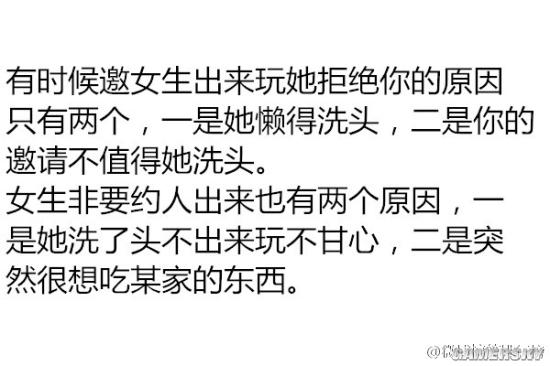 有时候邀女生出来玩她拒绝你的原因
只有两个，一是她懒得洗头，二是你的
邀请不值得她洗头。
女生非要约人出来也有两个原因，一
是她洗了头不出来玩不甘心，二是突
然很想吃某家的东西。